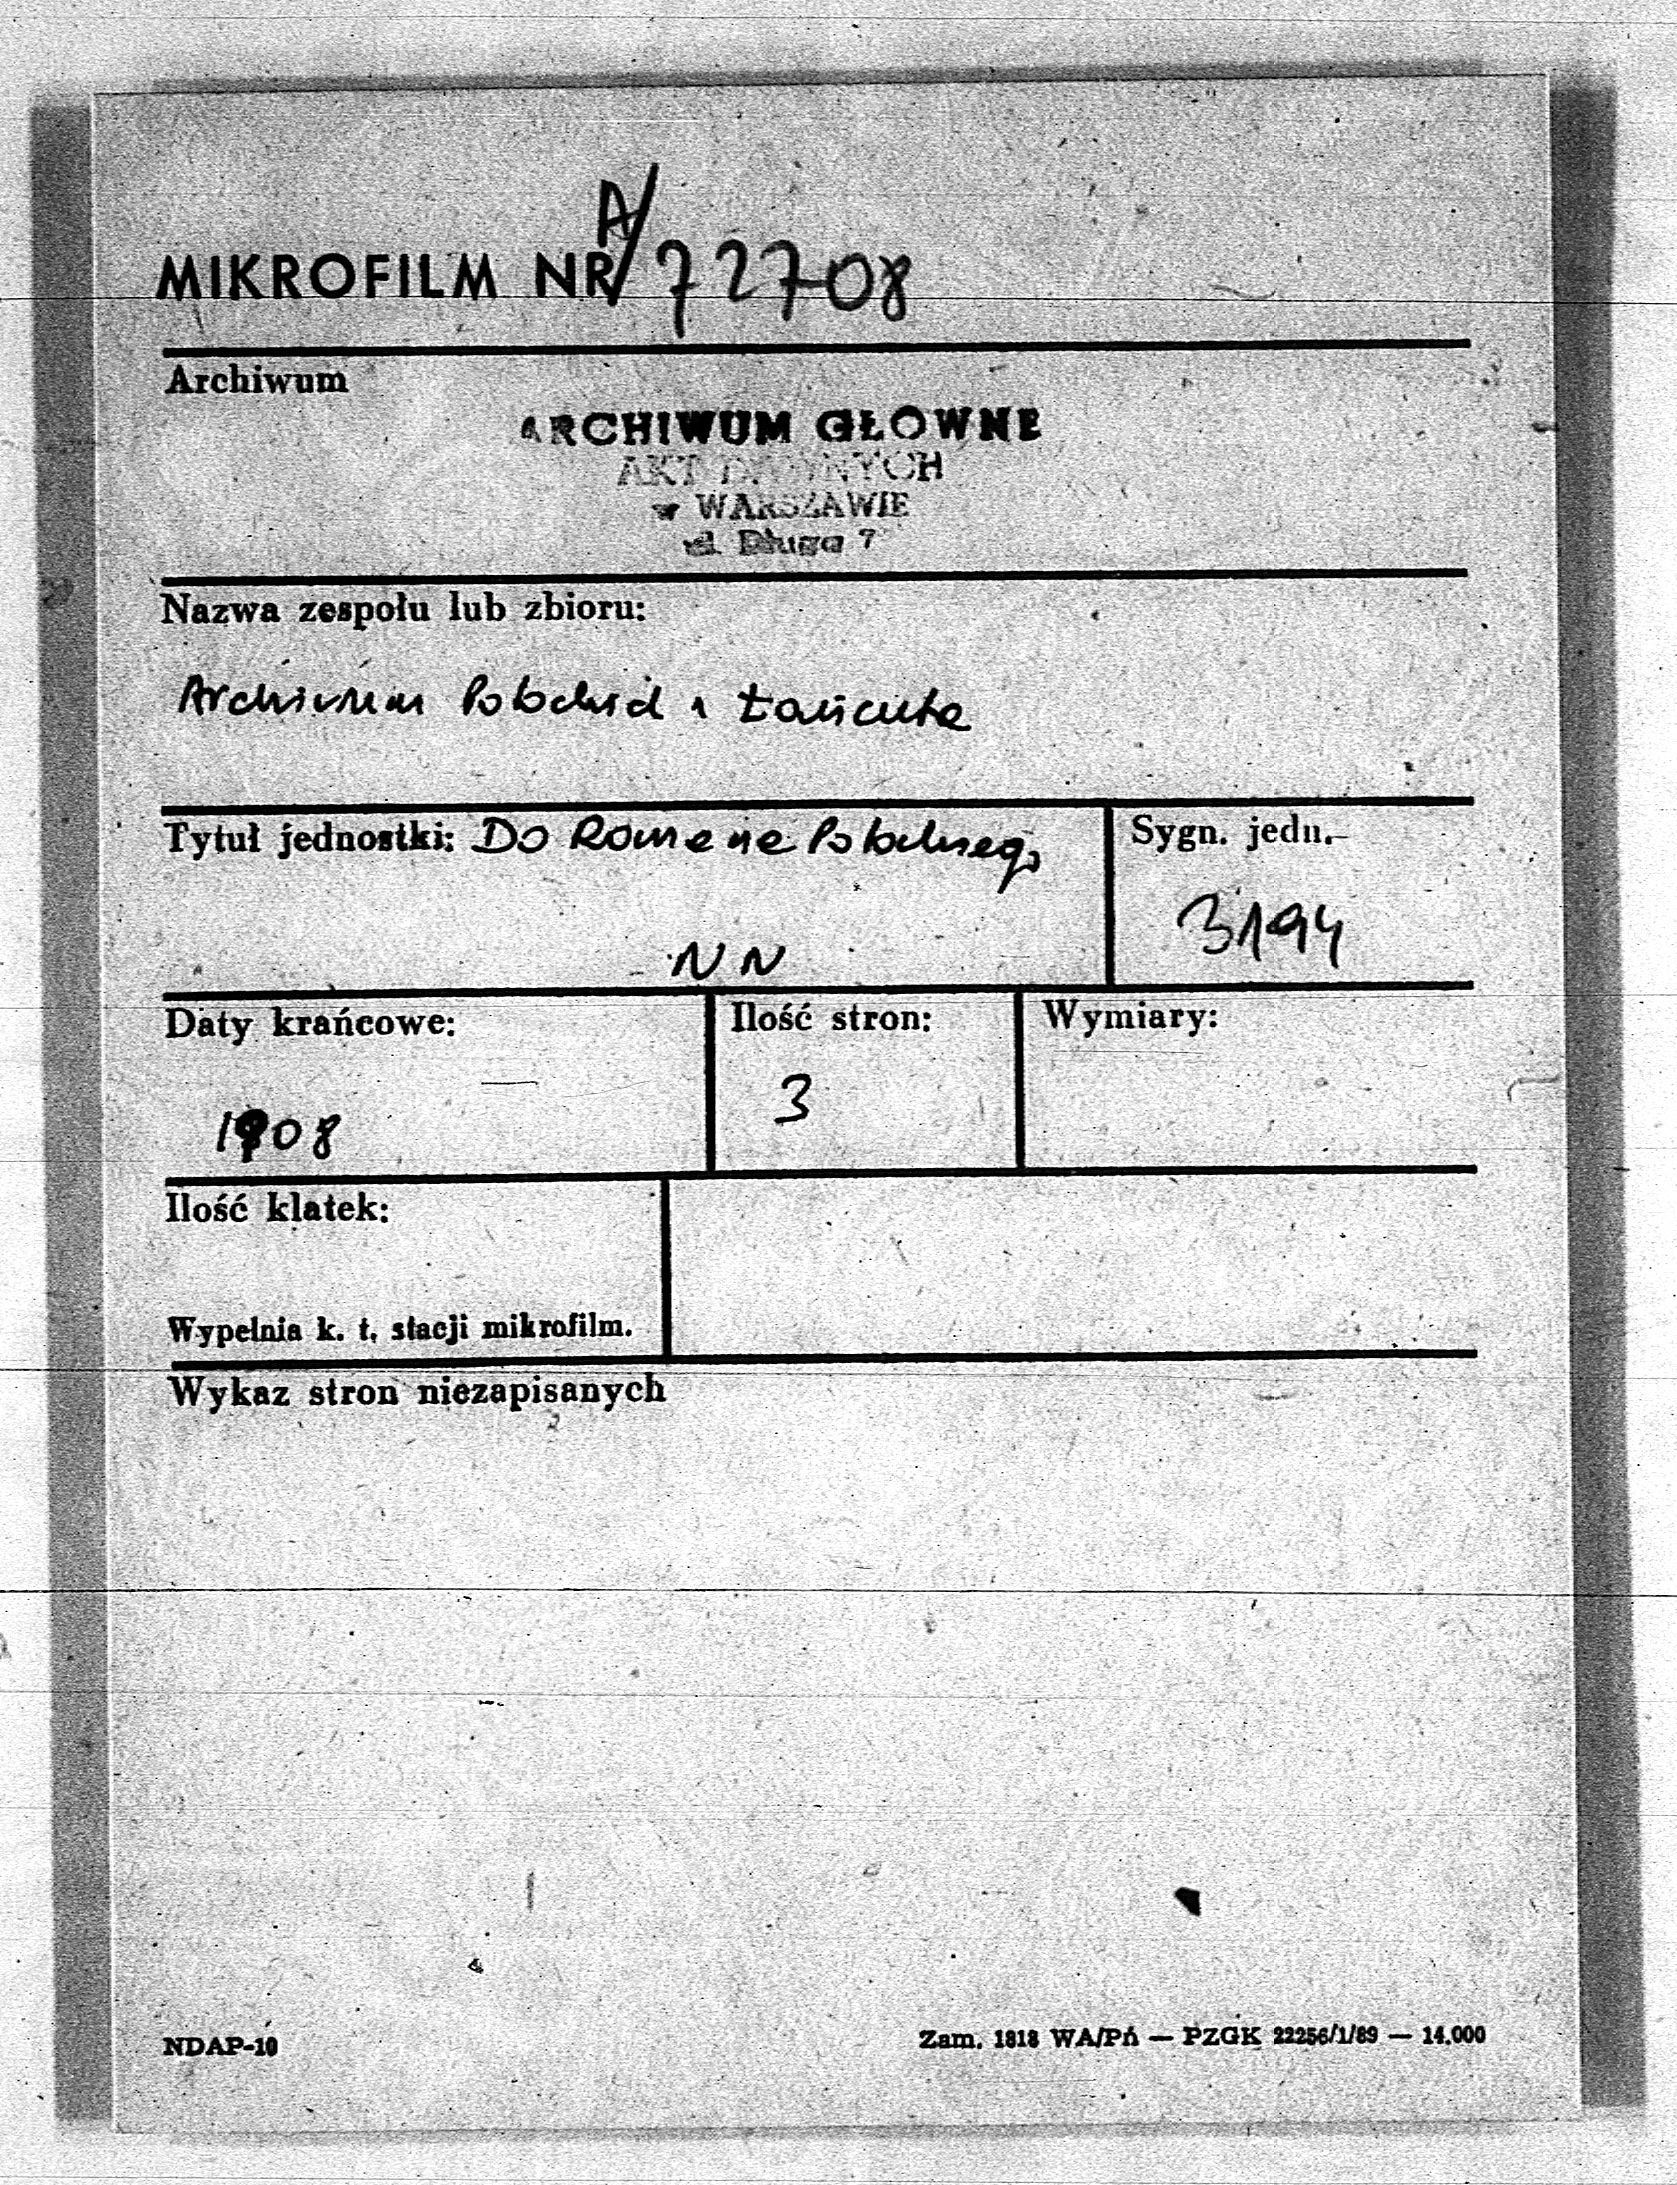 MIKROFILM NR A/72708
Archiwum
ARCHIWUM GŁÓWNE
AKT DAWNYCH
w WARSZAWIE
ul. Długa 7
Nazwa zespołu lub zbioru:
Archiwum Potockich z Łańcuta
Tytuł jednostki: Do Romana Potockiego
Sygn. jedn.
3194
NN
Daty krańcowe:
Ilość stron:
Wymiary:
1908
3
Ilość klatek:
Wypełnia k. t. stacji mikrofilm.
Wykaz stron niezapisanych
NDAP-10
Zam. 1818 WA/Pń — PZGK 22256/1/89 — 14.000